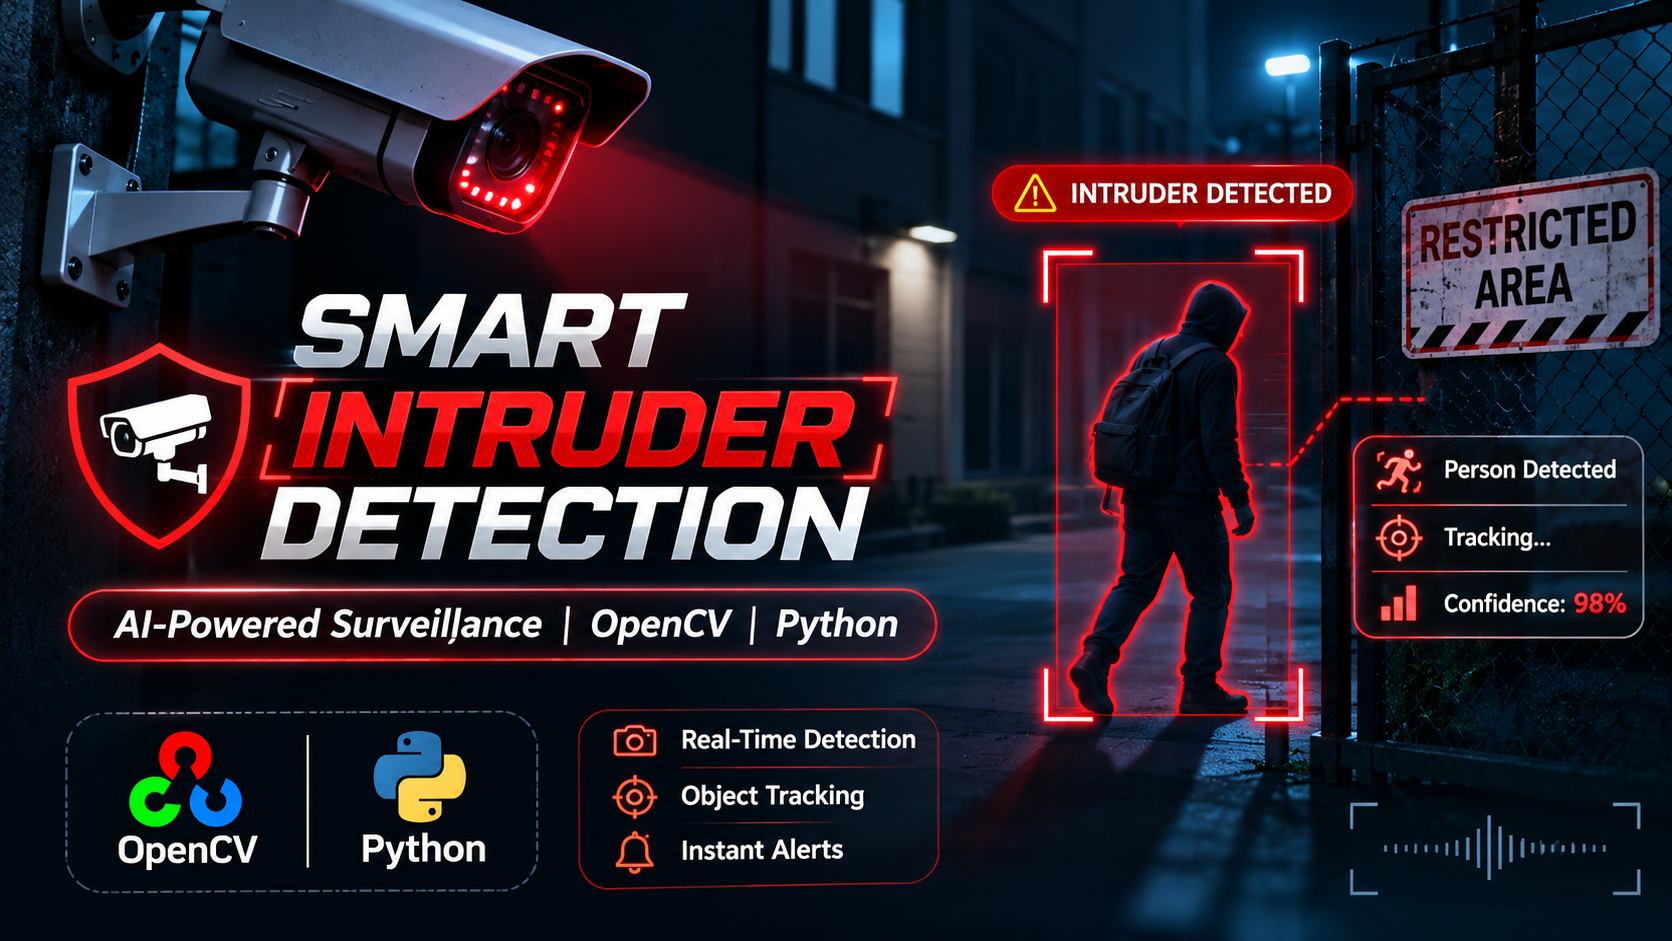 SMART
INTRUDER
DETECTION
AI-Powered Surveillance | OpenCV | Python
OpenCV
Python
Real-Time Detection
Object Tracking
Instant Alerts
INTRUDER DETECTED
RESTRICTED
AREA
Person Detected
Tracking...
Confidence: 98%